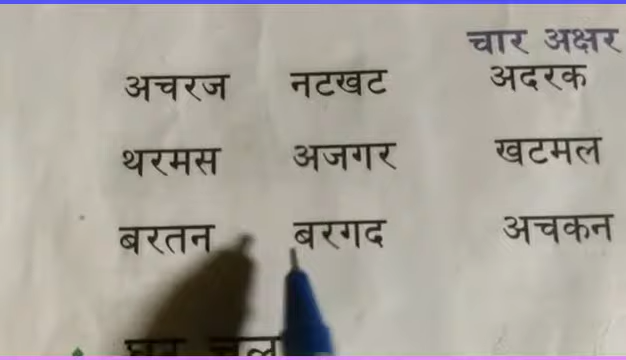 चार अक्षर
अचरज नटखट अदरक
थरमस अजगर खटमल
बरतन बरगद अचकन